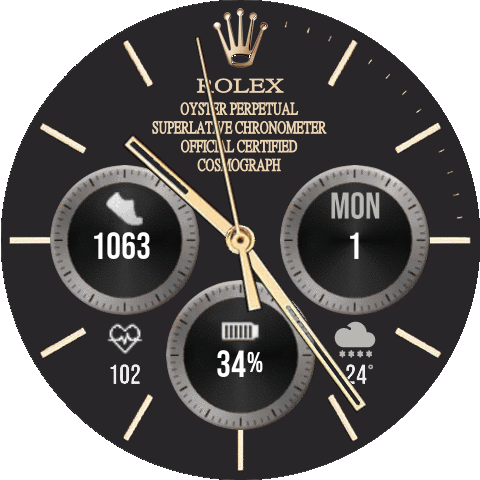 ROLEX
OYSTER PERPETUAL
SUPERLATIVE CHRONOMETER
OFFICIAL CERTIFIED
COSMOGRAPH
1063
MON
1
34%
102
24°